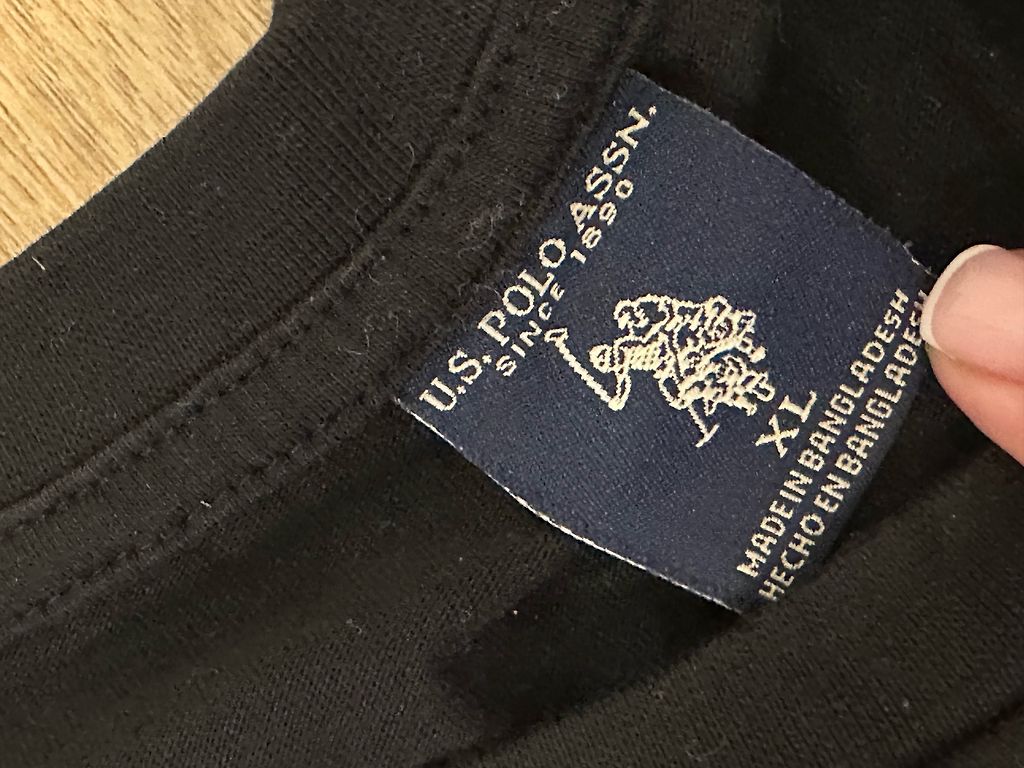 U.S. POLO ASSN.
SINCE 1890
XL
MADE IN BANGLADESH
HECHO EN BANGLADESH